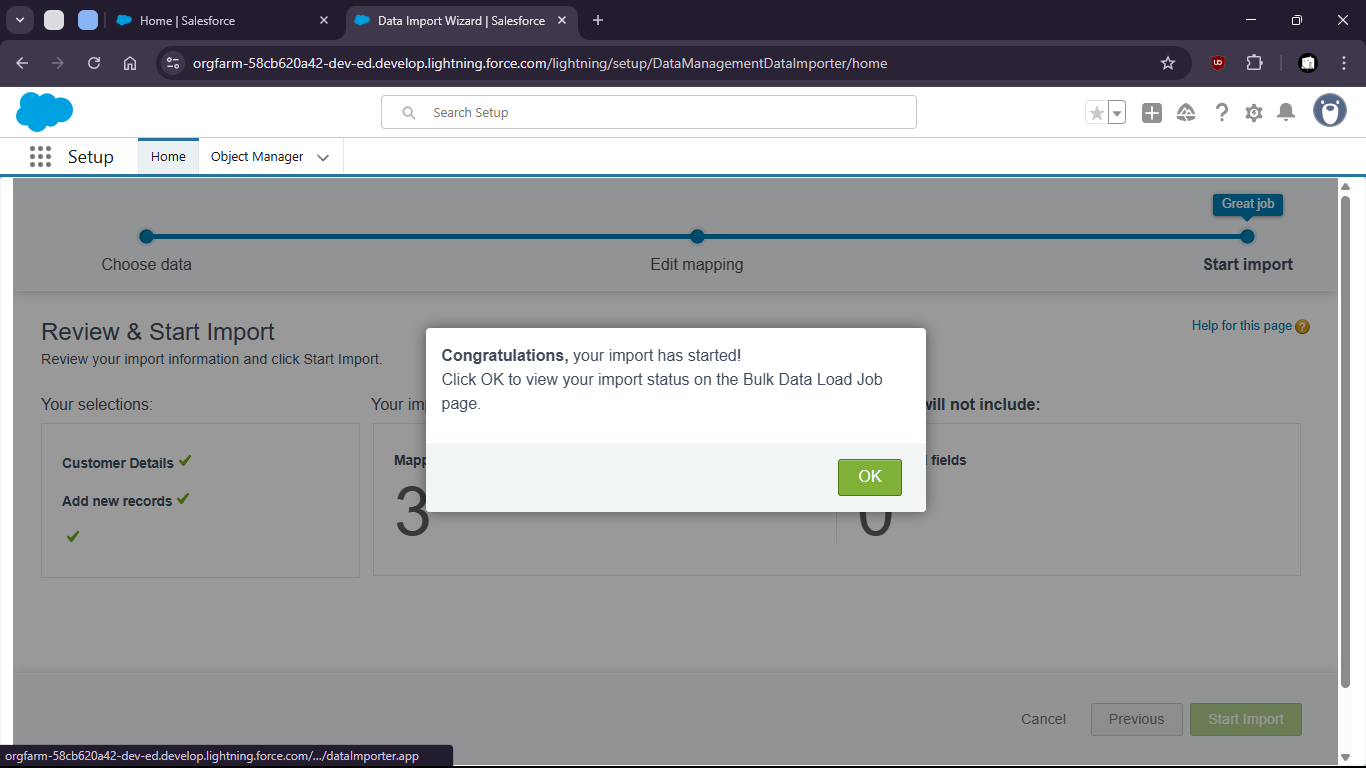 Home | Salesforce
Data Import Wizard | Salesforce
orgfarm-58cb620a42-dev-ed.develop.lightning.force.com/lightning/setup/DataManagementDataImporter/home
UD
Search Setup
Setup
Home
Object Manager
Great job
Choose data
Edit mapping
Start import
Review & Start Import
Help for this page
?
Review your import information and click Start Import.
Congratulations, your import has started!
Click OK to view your import status on the Bulk Data Load Job
page.
OK
Your selections:
Your im
will not include:
Customer Details
Add new records
Mapp
3
fields
0
Cancel
Previous
Start Import
orgfarm-58cb620a42-dev-ed.develop.lightning.force.com/.../dataImporter.app